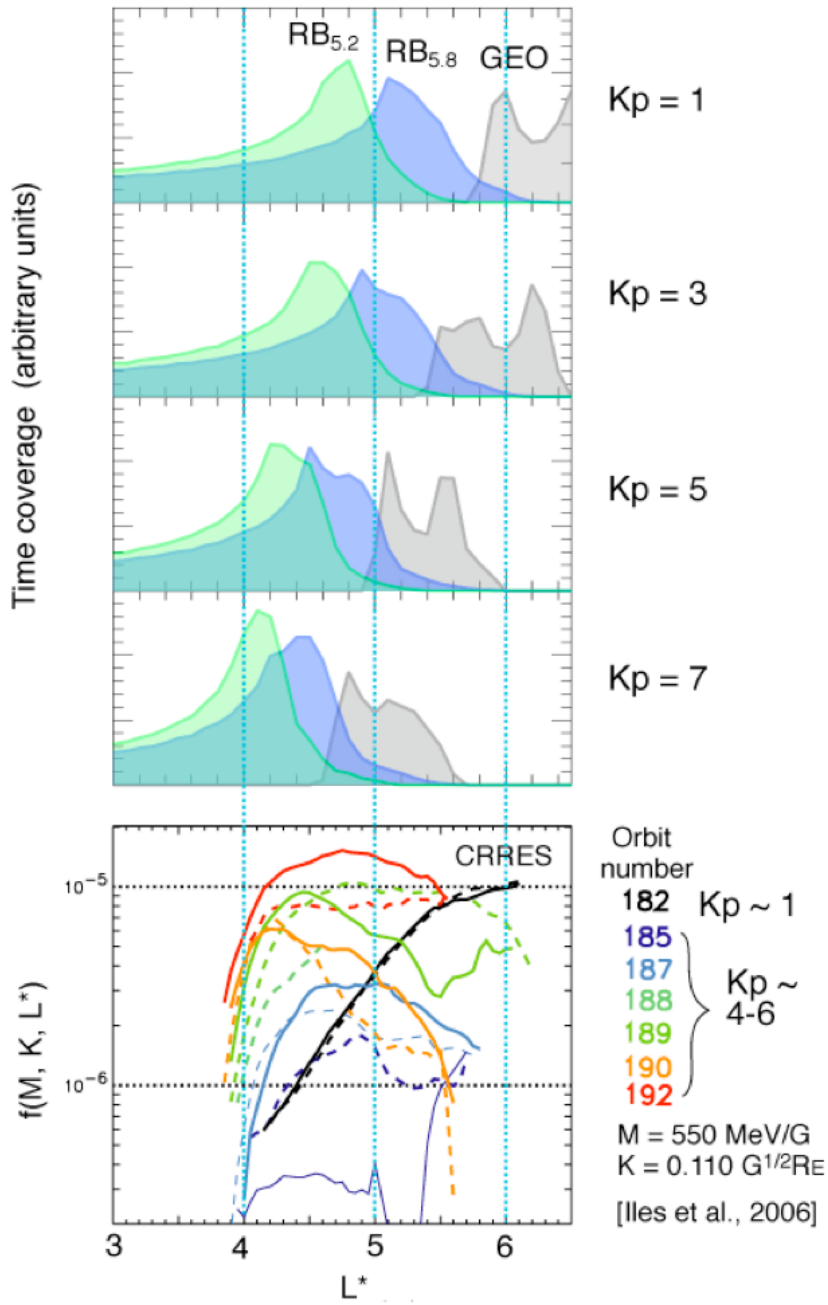 RB5.2
RB5.8
GEO
Kp = 1
Kp = 3
Kp = 5
Kp = 7
Time coverage (arbitrary units)
CRRES
10-5
10-6
f(M, K, L*)
3 4 5 6
L*
Orbit
number
182 Kp ~ 1
185
187
188
189
190
192
Kp ~
4-6
M = 550 MeV/G
K = 0.110 G1/2RE
[Iles et al., 2006]